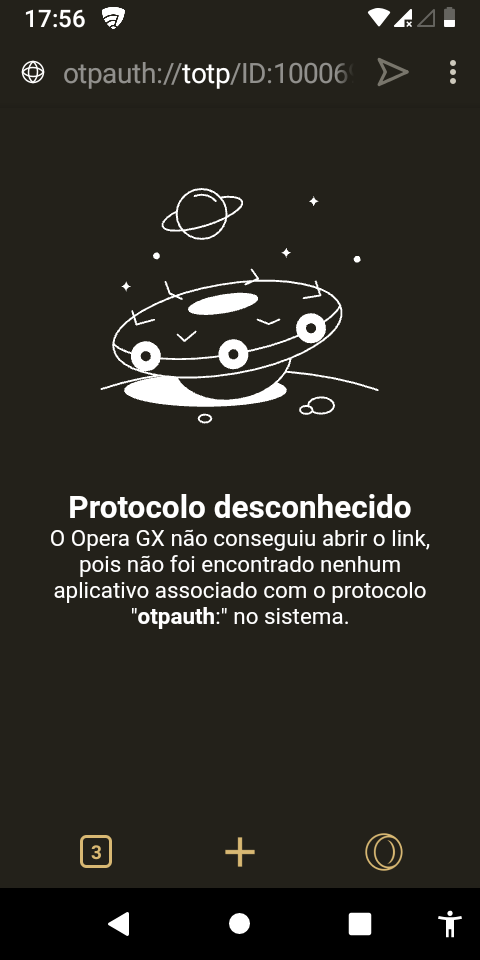 17:56
otpauth://totp/ID:10006
Protocolo desconhecido
O Opera GX não conseguiu abrir o link,
pois não foi encontrado nenhum
aplicativo associado com o protocolo
"otpauth:" no sistema.
3